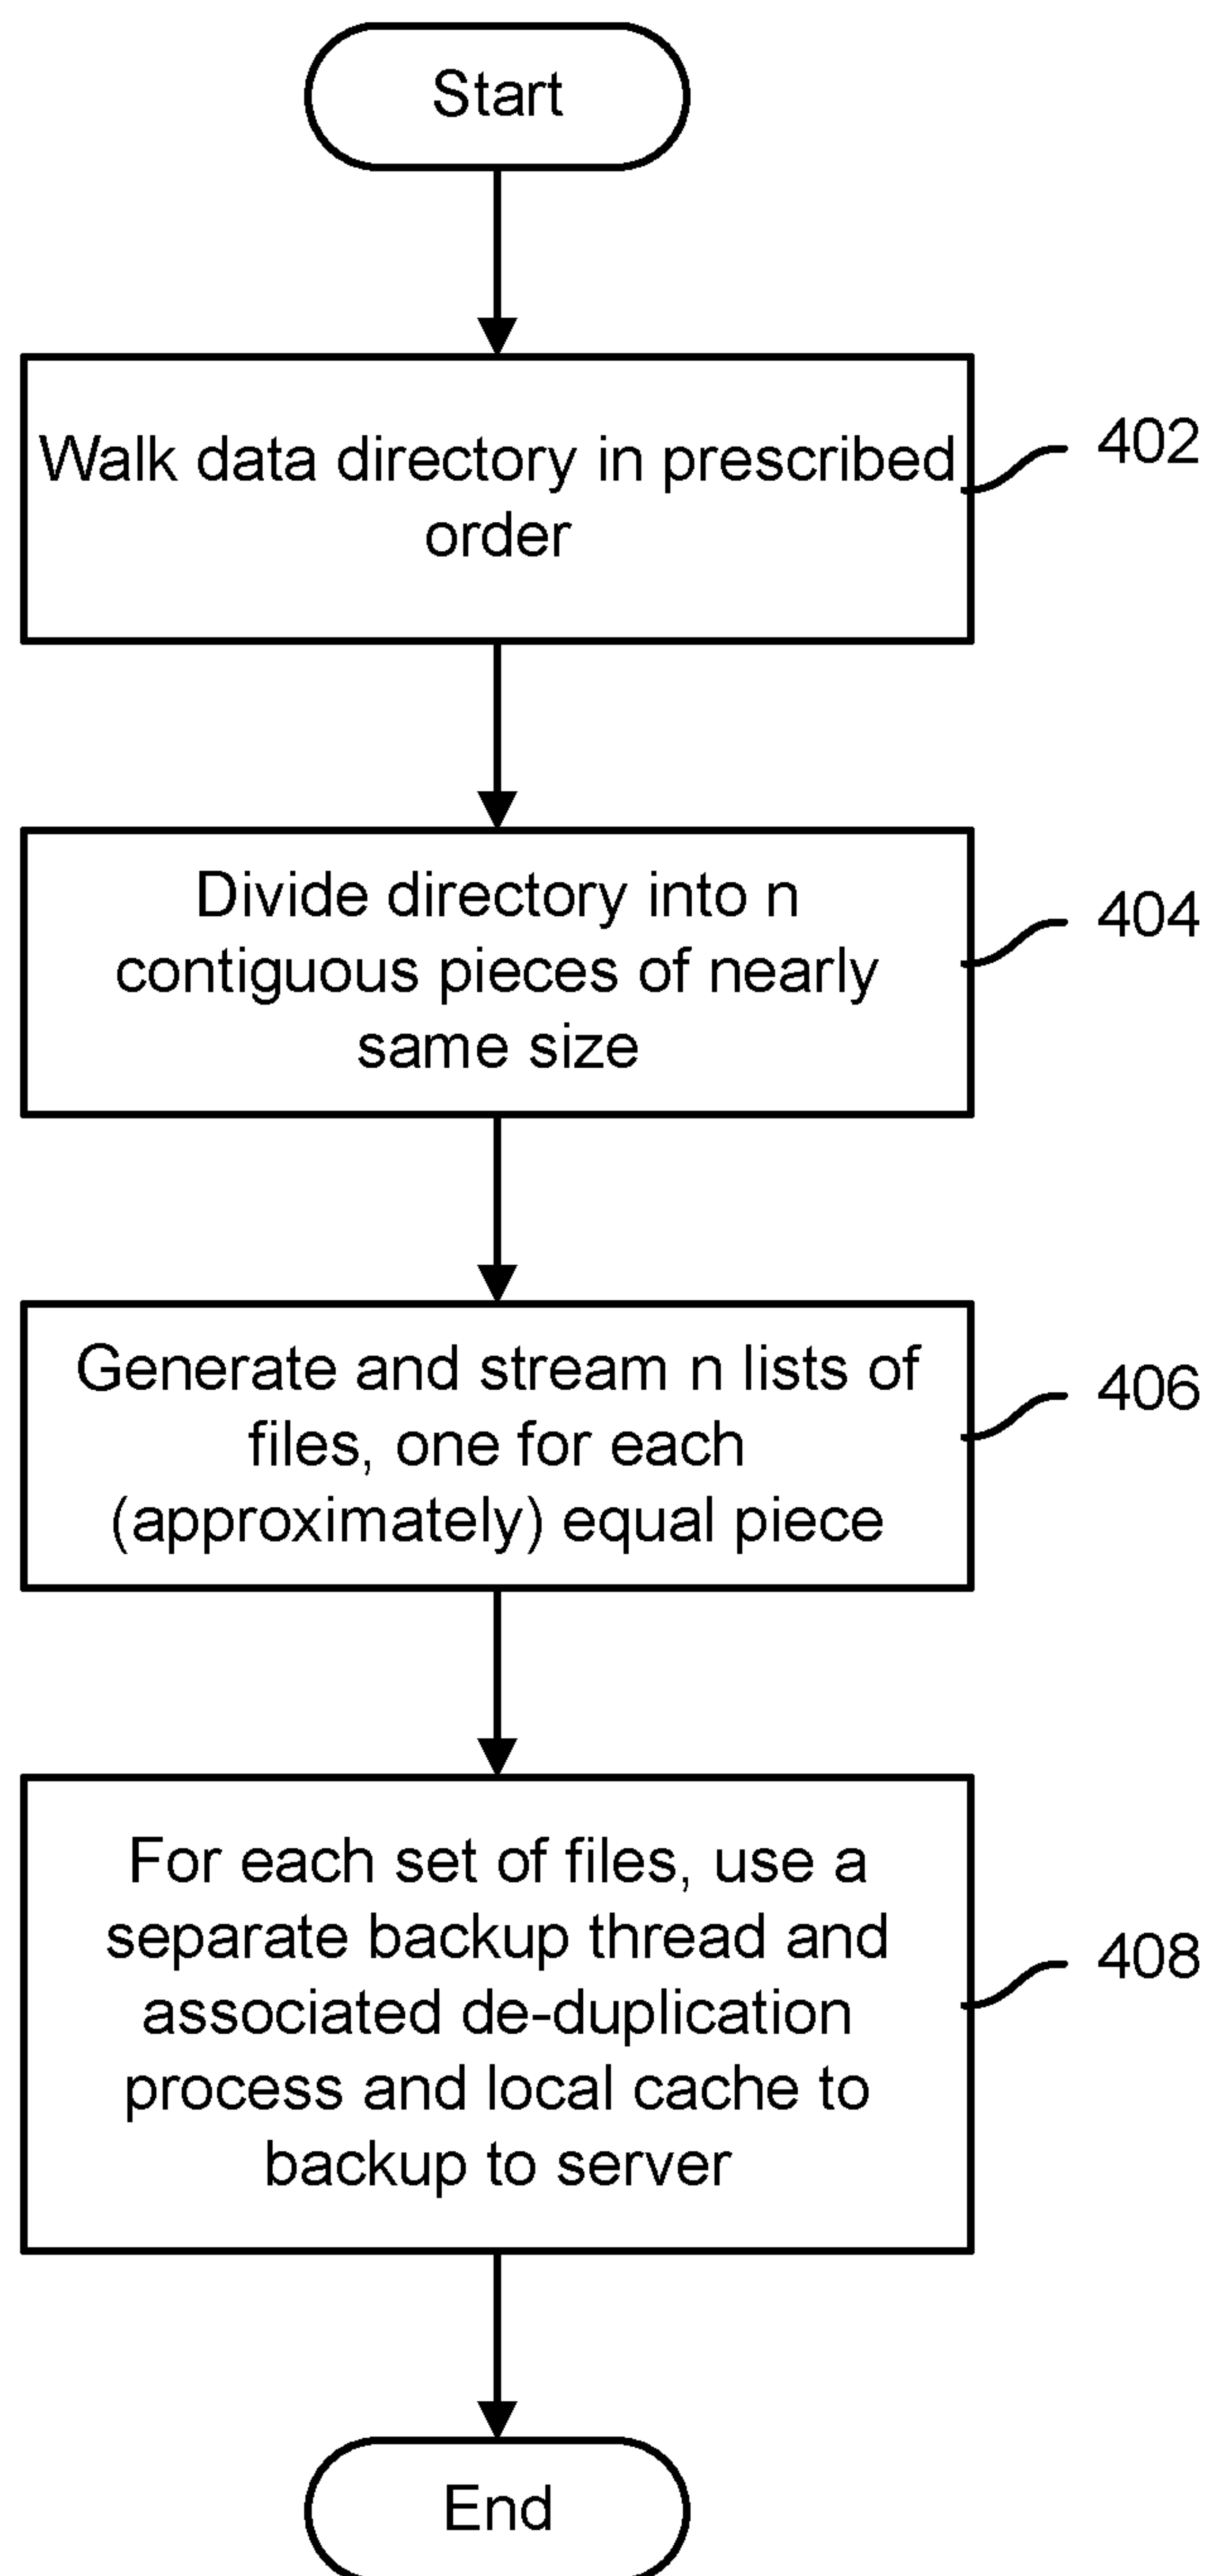 Start
Walk data directory in prescribed
order
402
Divide directory into n
contiguous pieces of nearly
same size
404
Generate and stream n lists of
files, one for each
(approximately) equal piece
406
For each set of files, use a
separate backup thread and
associated de-duplication
process and local cache to
backup to server
408
End